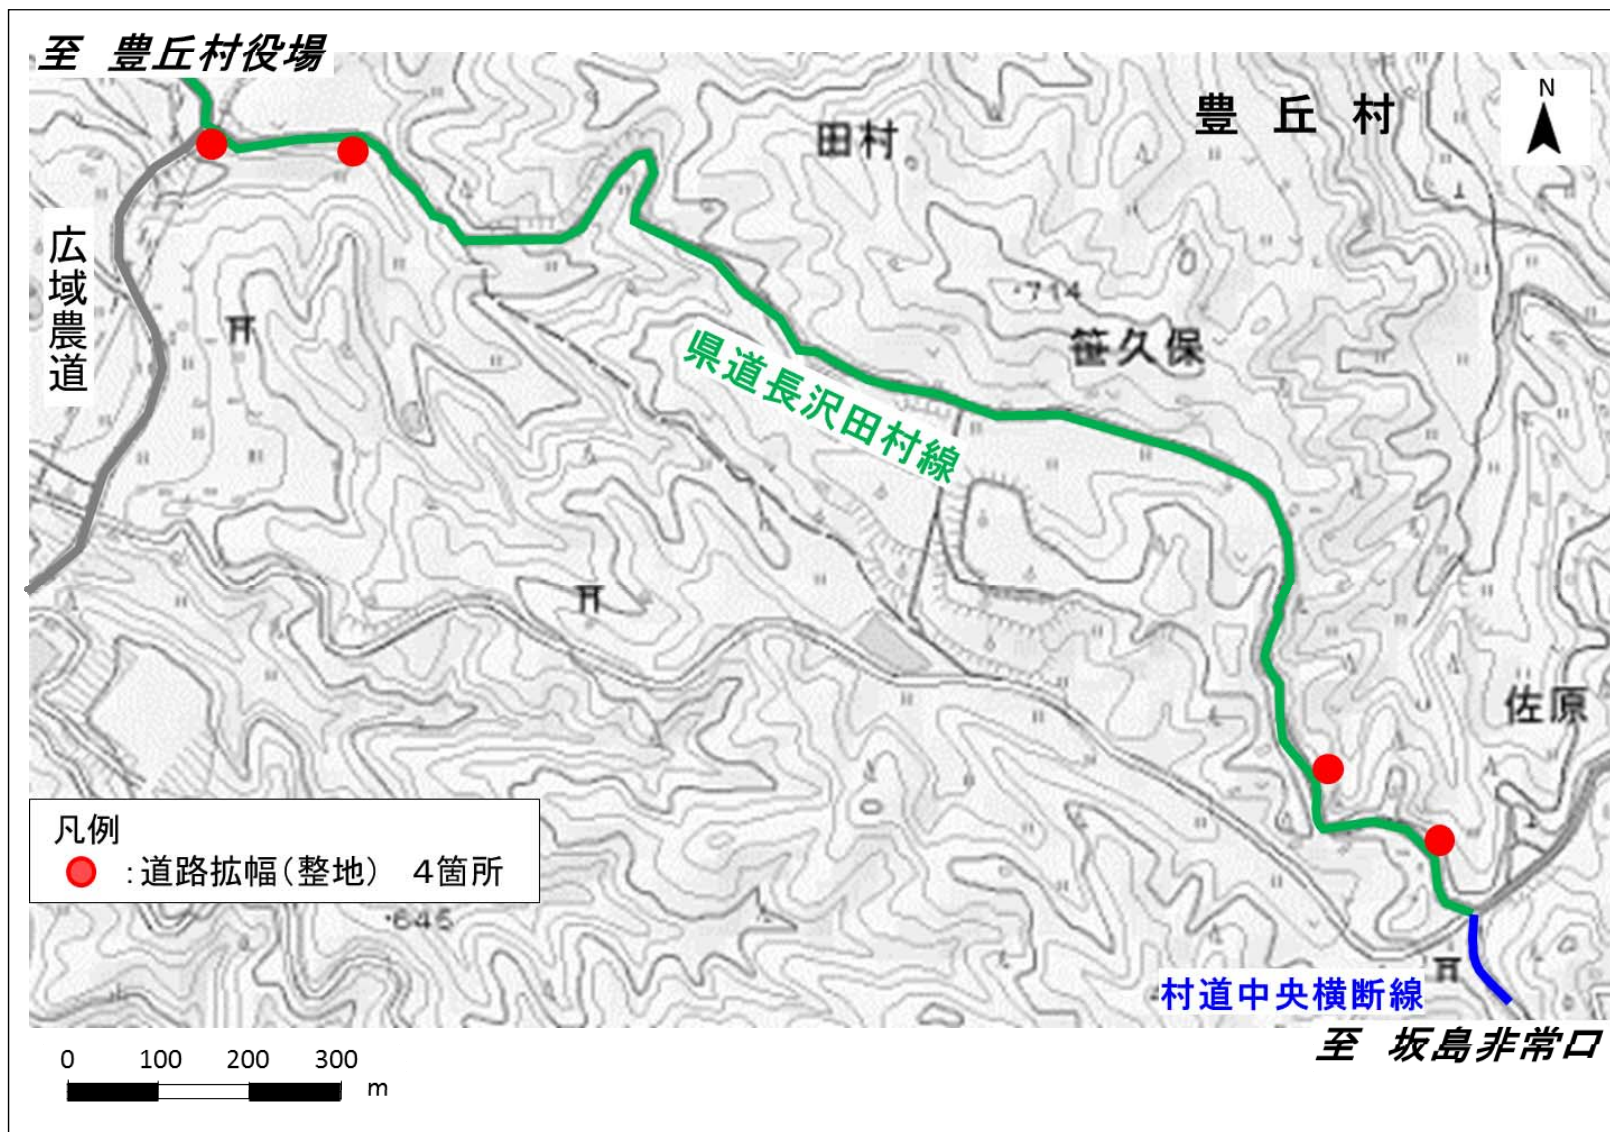 至 豊丘村役場
豊丘村
N
田村
広域農道
・714
笹久保
県道長沢田村線
佐原
凡例
：道路拡幅（整地） 4箇所
・645
村道中央横断線
至 坂島非常口
0 100 200 300
m